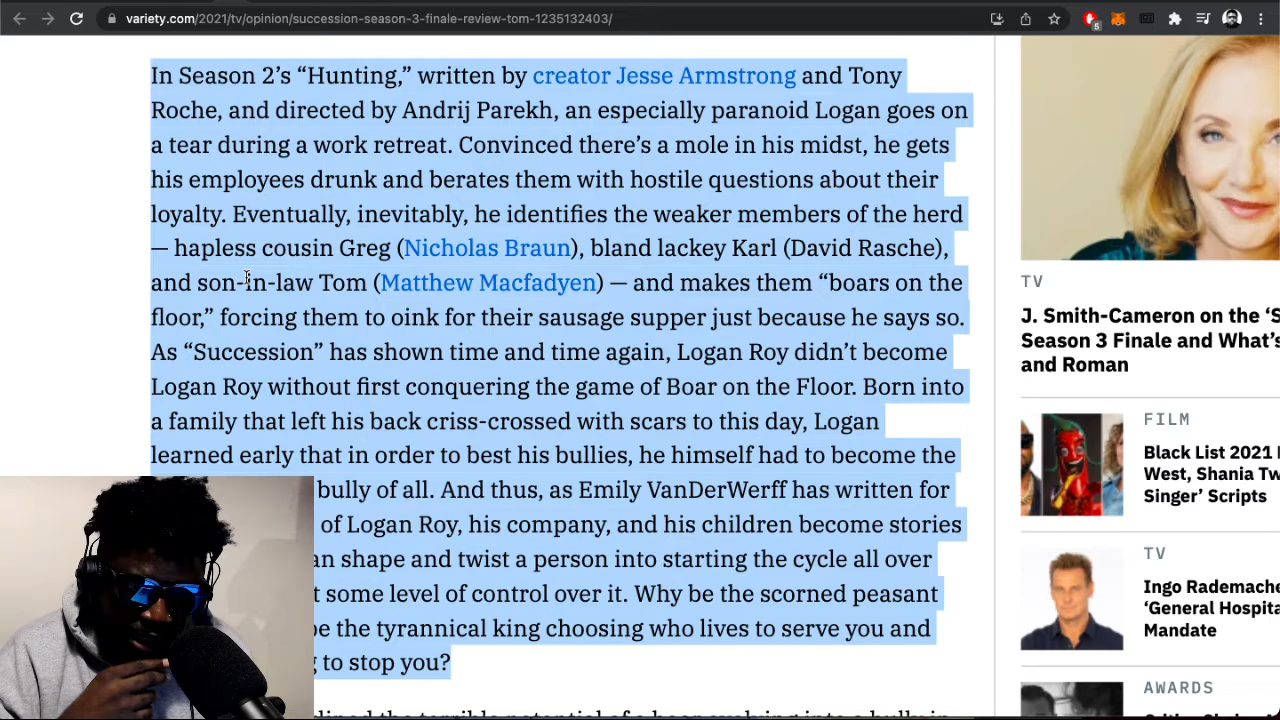 variety.com/2021/tv/opinion/succession-season-3-finale-review-tom-1235132403/
5
In Season 2’s “Hunting,” written by creator Jesse Armstrong and Tony
Roche, and directed by Andrij Parekh, an especially paranoid Logan goes on
a tear during a work retreat. Convinced there’s a mole in his midst, he gets
his employees drunk and berates them with hostile questions about their
loyalty. Eventually, inevitably, he identifies the weaker members of the herd
— hapless cousin Greg (Nicholas Braun), bland lackey Karl (David Rasche),
and son-in-law Tom (Matthew Macfadyen) — and makes them “boars on the
floor,” forcing them to oink for their sausage supper just because he says so.
As “Succession” has shown time and time again, Logan Roy didn’t become
Logan Roy without first conquering the game of Boar on the Floor. Born into
a family that left his back criss-crossed with scars to this day, Logan
learned early that in order to best his bullies, he himself had to become the
bully of all. And thus, as Emily VanDerWerff has written for
of Logan Roy, his company, and his children become stories
an shape and twist a person into starting the cycle all over
t some level of control over it. Why be the scorned peasant
be the tyrannical king choosing who lives to serve you and
g to stop you?
TV
J. Smith-Cameron on the ‘S
Season 3 Finale and What’s
and Roman
FILM
Black List 2021
West, Shania Tw
Singer’ Scripts
TV
Ingo Rademache
‘General Hospita
Mandate
AWARDS